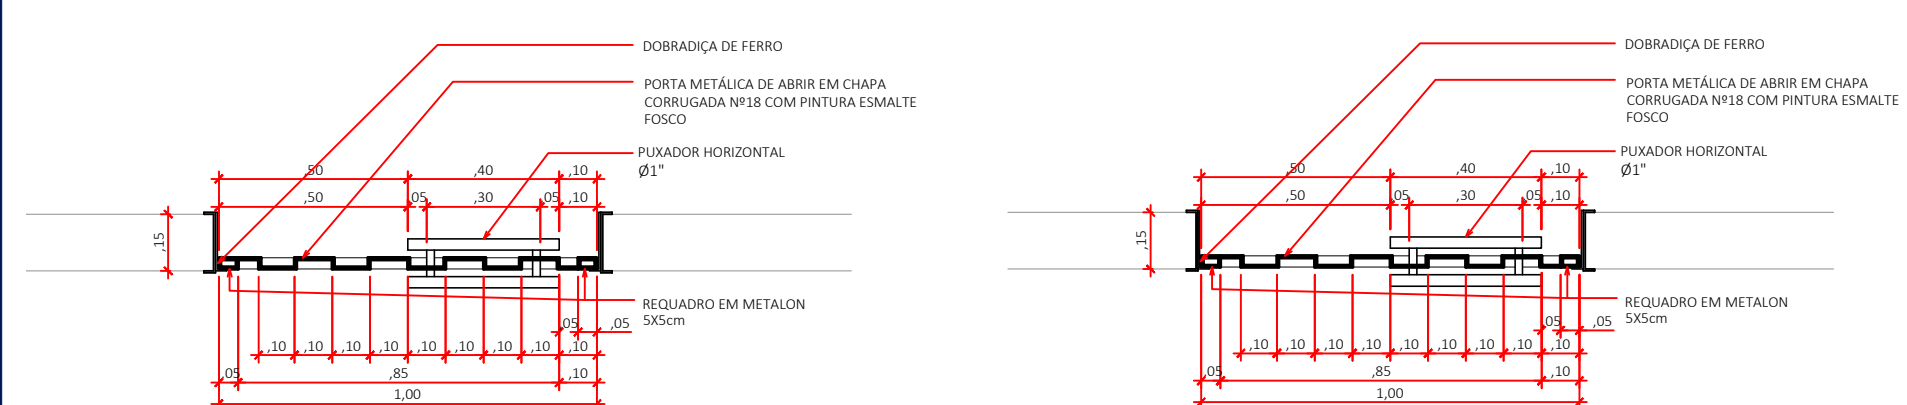 DOBRADIÇA DE FERRO
PORTA METÁLICA DE ABRIR EM CHAPA
CORRUGADA Nº18 COM PINTURA ESMALTE
FOSCO
PUXADOR HORIZONTAL
Ø1"
,50 ,40 ,10
,50 ,05 ,30 ,05 ,10
,15
REQUADRO EM METALON
5X5cm
,05 ,05
,10 ,10 ,10 ,10 ,10 ,10 ,10 ,10 ,10
,05 ,85 ,10
1,00
DOBRADIÇA DE FERRO
PORTA METÁLICA DE ABRIR EM CHAPA
CORRUGADA Nº18 COM PINTURA ESMALTE
FOSCO
PUXADOR HORIZONTAL
Ø1"
,50 ,40 ,10
,50 ,05 ,30 ,05 ,10
,15
REQUADRO EM METALON
5X5cm
,05 ,05
,10 ,10 ,10 ,10 ,10 ,10 ,10 ,10 ,10
,05 ,85 ,10
1,00